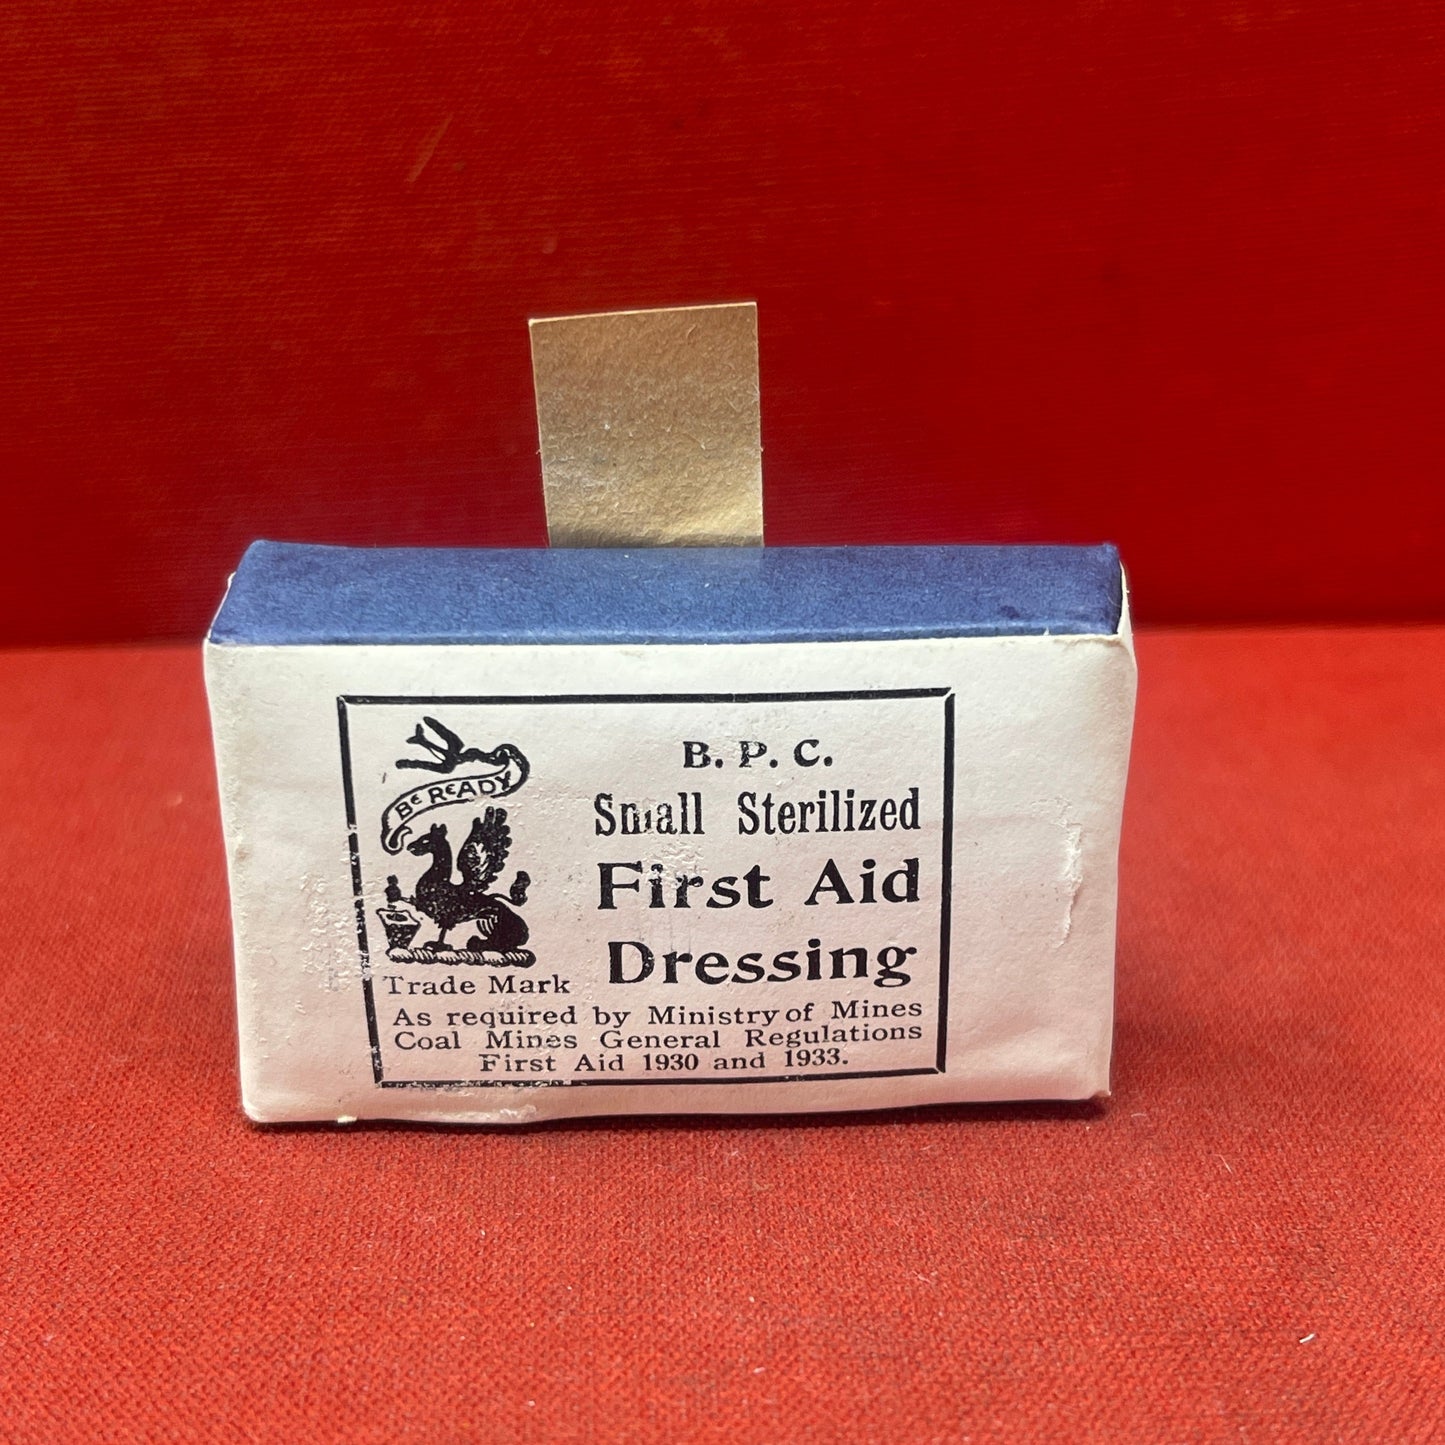 BE READY
B. P. C.
Small Sterilized
First Aid
Dressing
Trade Mark
As required by Ministry of Mines
Coal Mines General Regulations
First Aid 1930 and 1933.